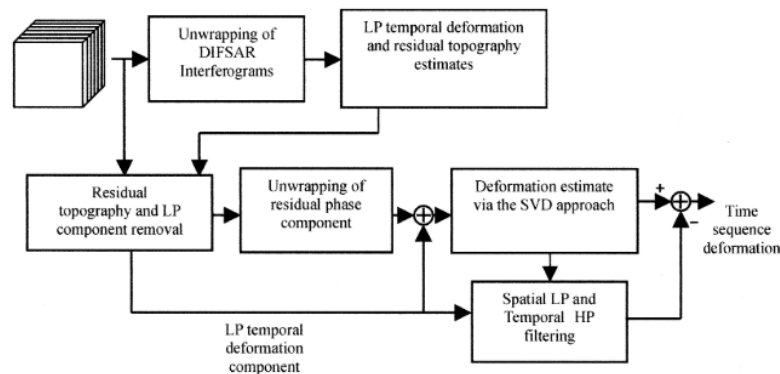 Unwrapping of
DIFSAR
Interferograms
LP temporal deformation
and residual topography
estimates
Residual
topography and LP
component removal
Unwrapping of
residual phase
component
Deformation estimate
via the SVD approach
+
−
Time
sequence
deformation
Spatial LP and
Temporal HP
filtering
LP temporal
deformation
component